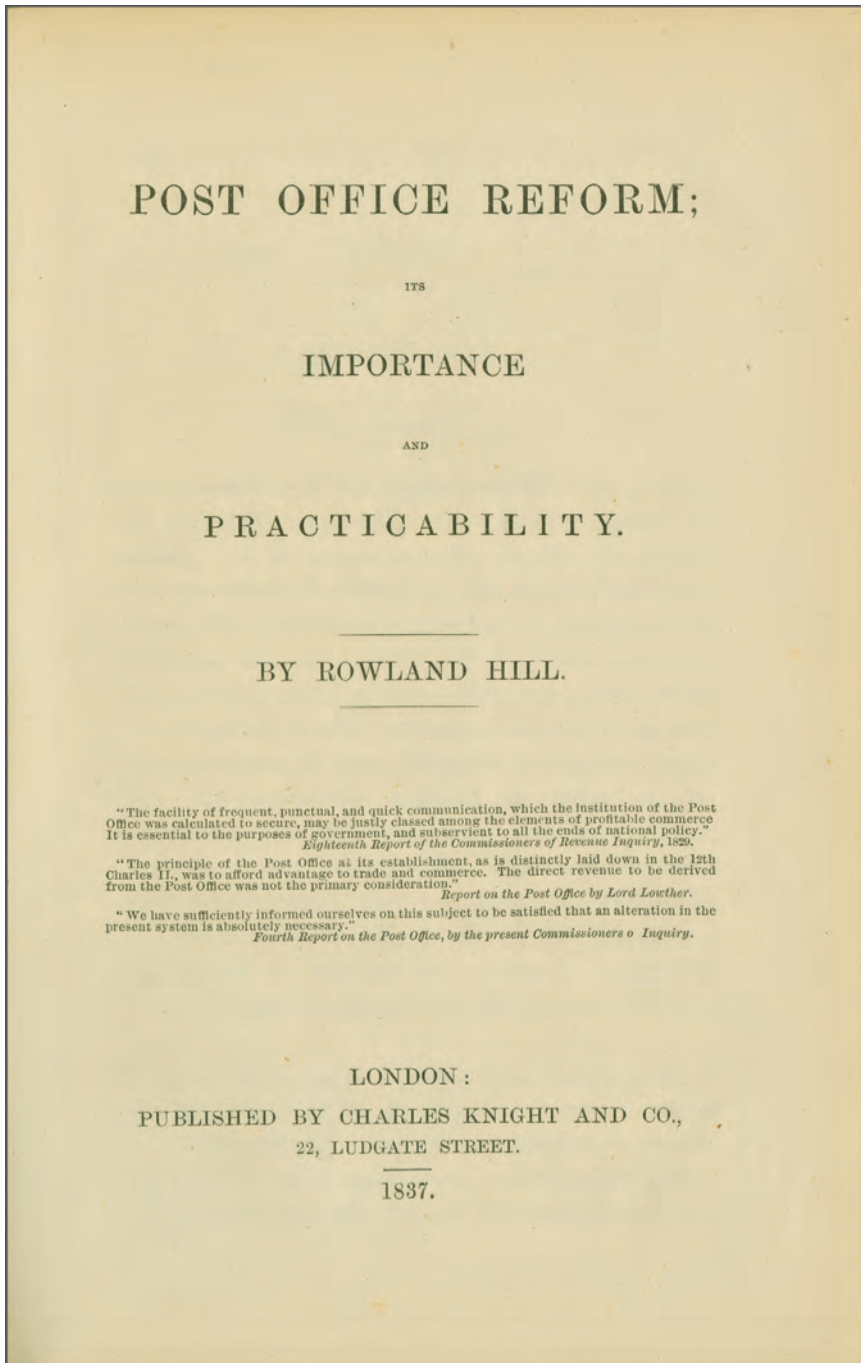 POST OFFICE REFORM;
ITS
IMPORTANCE
AND
PRACTICABILITY.
BY ROWLAND HILL.
"The facility of frequent, punctual, and quick communication, which the institution of the Post
Office was calculated to secure, may be justly classed among the elements of profitable commerce
It is essential to the purposes of government, and subservient to all the ends of national policy."
Eighteenth Report of the Commissioners of Revenue Inquiry, 1829.
"The principle of the Post Office at its establishment, as is distinctly laid down in the 12th
Charles II., was to afford advantage to trade and commerce. The direct revenue to be derived
from the Post Office was not the primary consideration."
Report on the Post Office by Lord Lowther.
"We have sufficiently informed ourselves on this subject to be satisfied that an alteration in the
present system is absolutely necessary."
Fourth Report on the Post Office, by the present Commissioners o Inquiry.
LONDON:
PUBLISHED BY CHARLES KNIGHT AND CO.,
22, LUDGATE STREET.
1837.